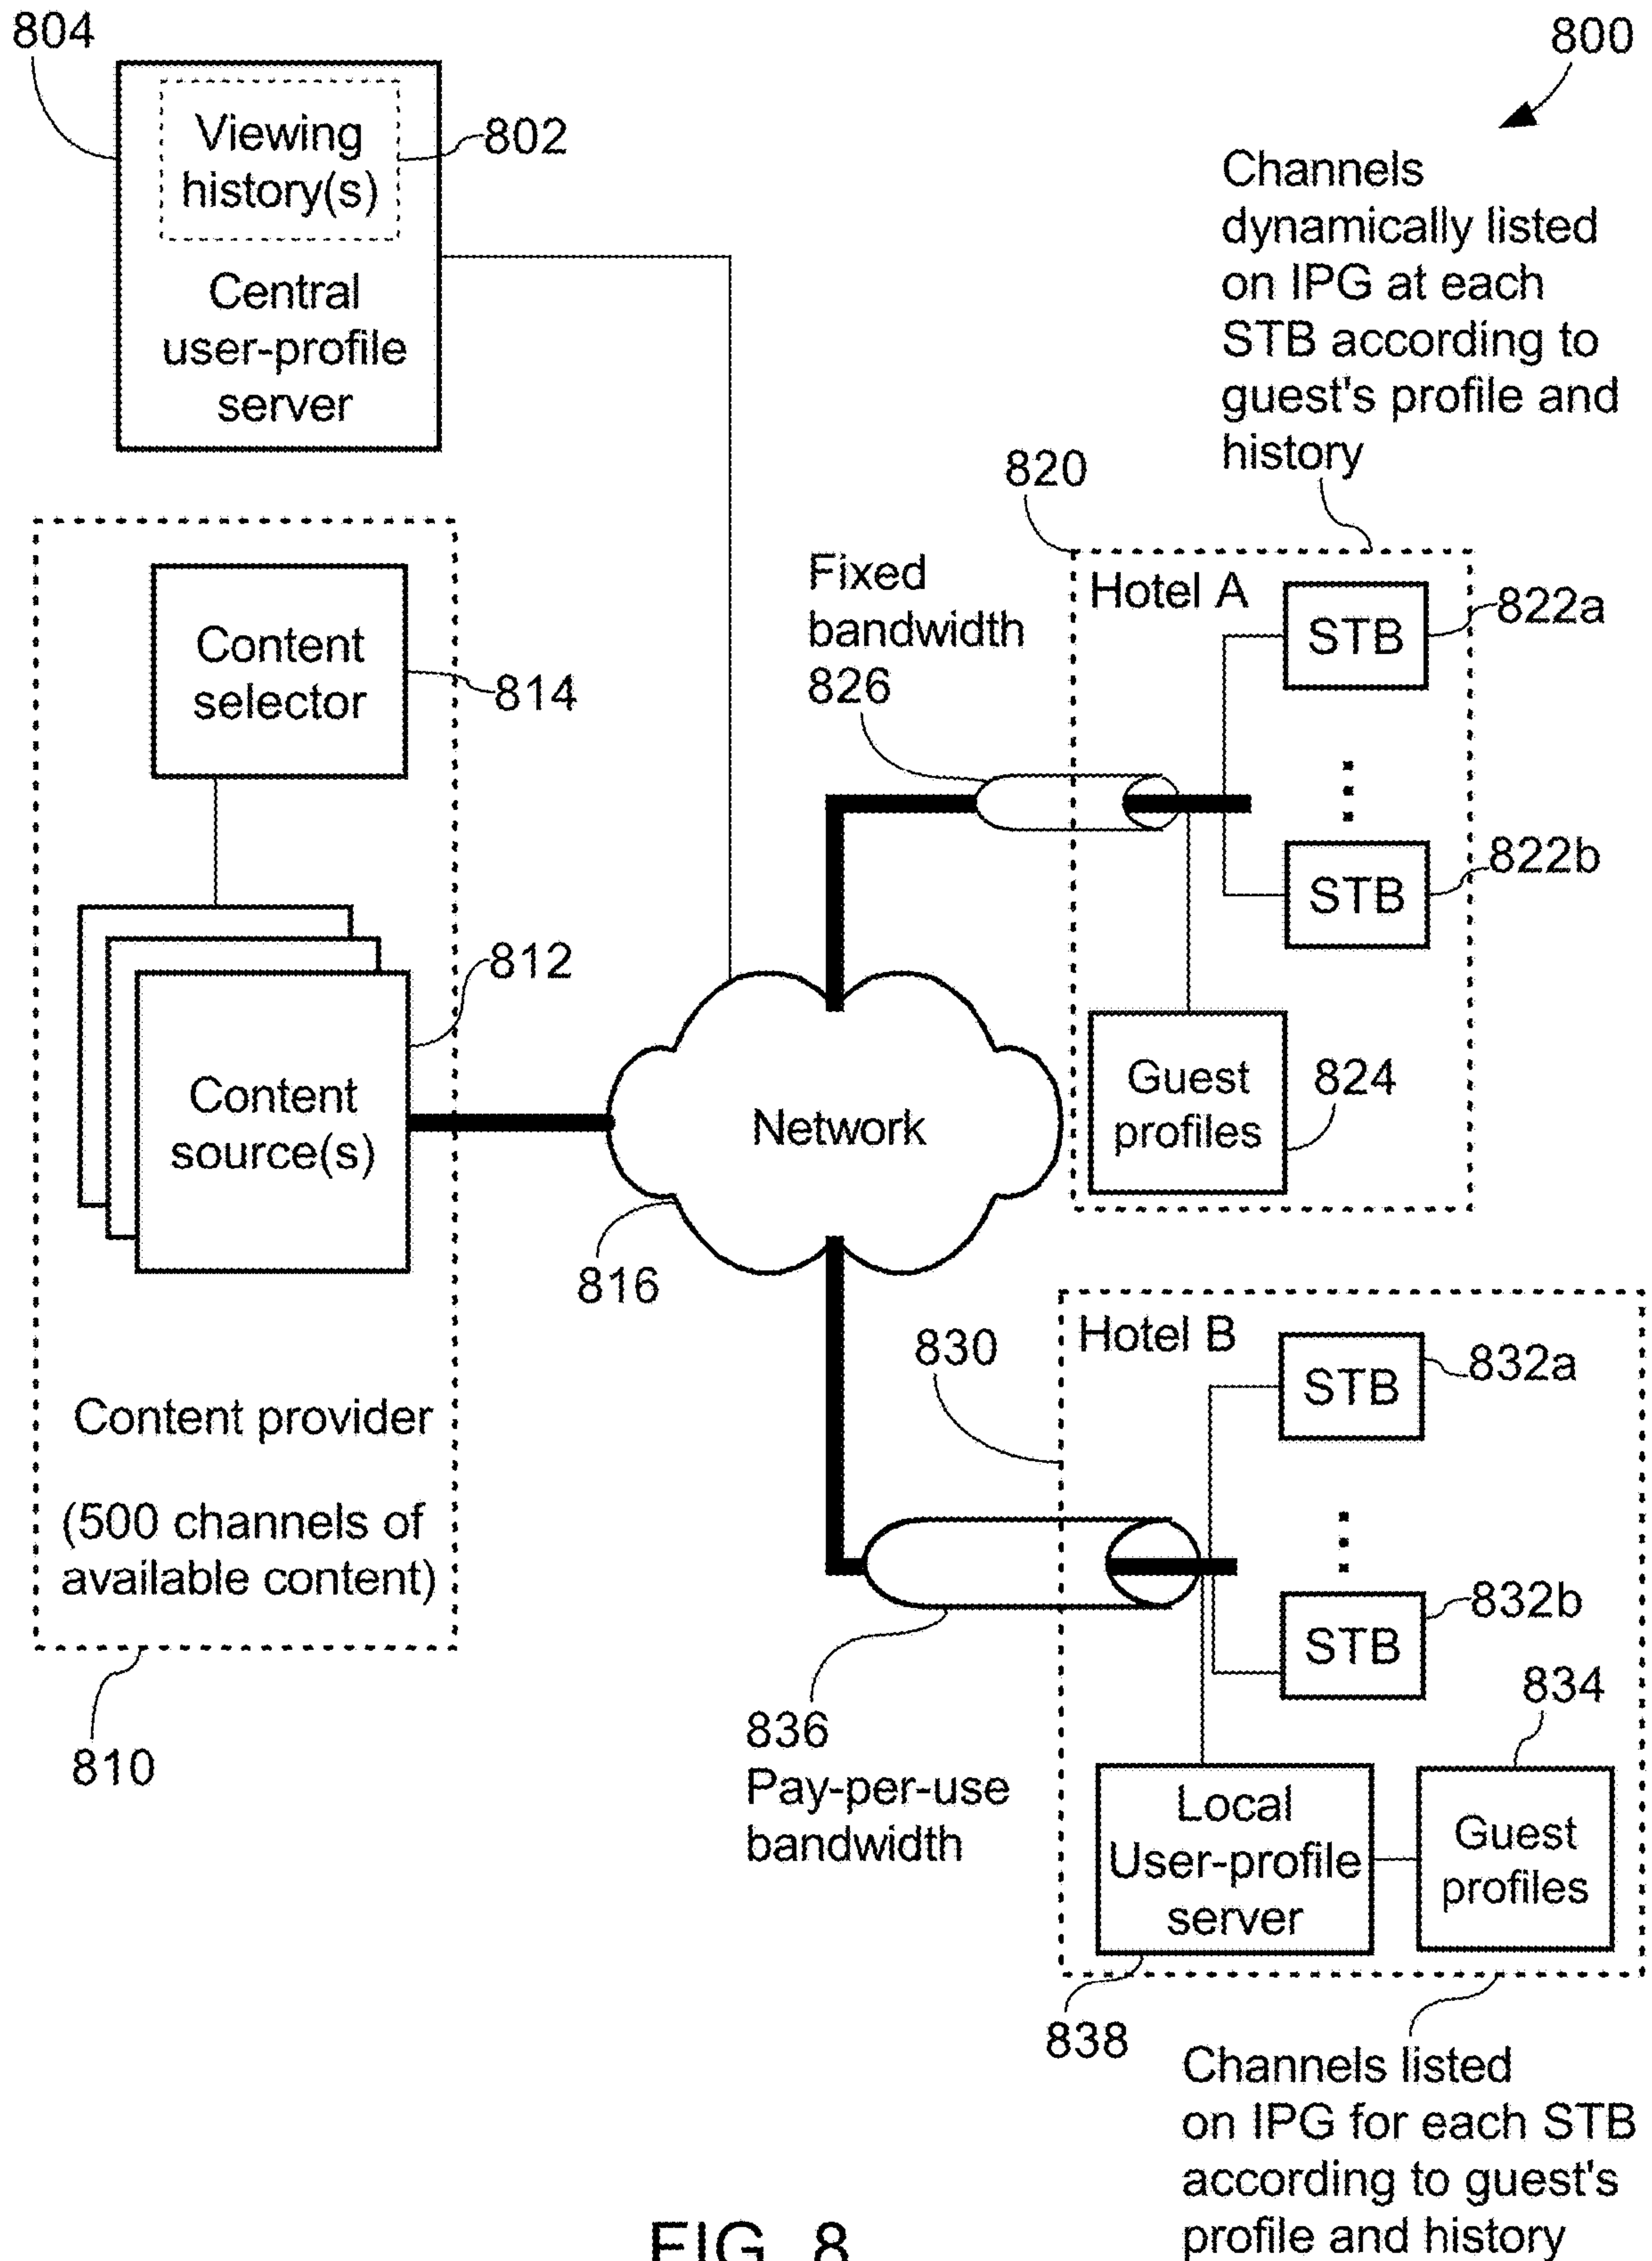 804
800
Viewing
history(s)
802
Central
user-profile
server
Channels
dynamically listed
on IPG at each
STB according to
guest's profile and
history
820
Fixed
bandwidth
826
Hotel A
STB
822a
STB
822b
Guest
profiles
824
Content
selector
814
812
Content
source(s)
Network
816
Content provider
(500 channels of
available content)
810
830
Hotel B
STB
832a
STB
832b
834
836
Pay-per-use
bandwidth
Local
User-profile
server
Guest
profiles
838
Channels listed
on IPG for each STB
according to guest's
profile and history
FIG. 8